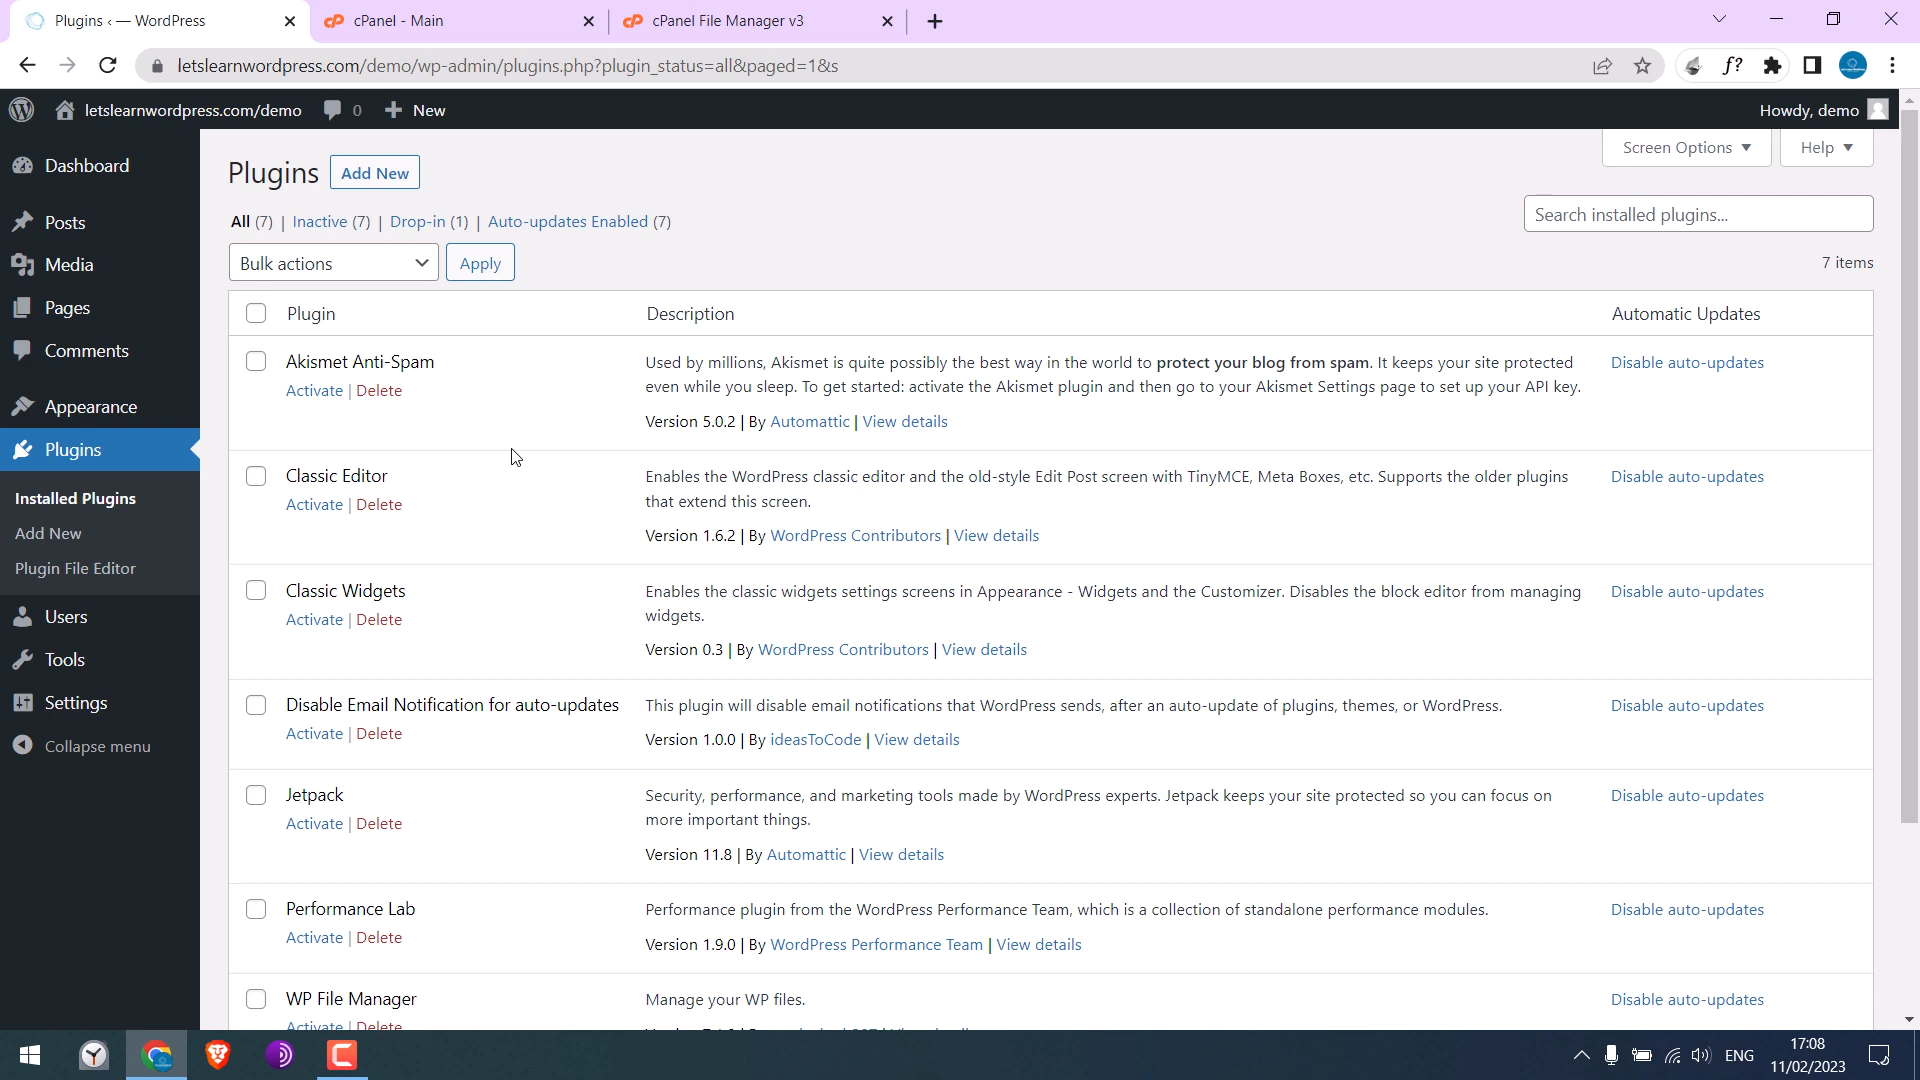 Plugins ‹ — WordPress
cPanel - Main
cPanel File Manager v3
letslearnwordpress.com/demo/wp-admin/plugins.php?plugin_status=all&paged=1&s
f?
letslearnwordpress.com/demo
0
New
Howdy, demo
Dashboard
Posts
Media
Pages
Comments
Appearance
Plugins
Installed Plugins
Add New
Plugin File Editor
Users
Tools
Settings
Collapse menu
Plugins
Add New
Screen Options
Help
All (7) | Inactive (7) | Drop-in (1) | Auto-updates Enabled (7)
Search installed plugins...
Bulk actions
Apply
7 items
Plugin
Description
Automatic Updates
Akismet Anti-Spam
Activate | Delete
Used by millions, Akismet is quite possibly the best way in the world to protect your blog from spam. It keeps your site protected
even while you sleep. To get started: activate the Akismet plugin and then go to your Akismet Settings page to set up your API key.
Version 5.0.2 | By Automattic | View details
Disable auto-updates
Classic Editor
Activate | Delete
Enables the WordPress classic editor and the old-style Edit Post screen with TinyMCE, Meta Boxes, etc. Supports the older plugins
that extend this screen.
Version 1.6.2 | By WordPress Contributors | View details
Disable auto-updates
Classic Widgets
Activate | Delete
Enables the classic widgets settings screens in Appearance - Widgets and the Customizer. Disables the block editor from managing
widgets.
Version 0.3 | By WordPress Contributors | View details
Disable auto-updates
Disable Email Notification for auto-updates
Activate | Delete
This plugin will disable email notifications that WordPress sends, after an auto-update of plugins, themes, or WordPress.
Version 1.0.0 | By ideasToCode | View details
Disable auto-updates
Jetpack
Activate | Delete
Security, performance, and marketing tools made by WordPress experts. Jetpack keeps your site protected so you can focus on
more important things.
Version 11.8 | By Automattic | View details
Disable auto-updates
Performance Lab
Activate | Delete
Performance plugin from the WordPress Performance Team, which is a collection of standalone performance modules.
Version 1.9.0 | By WordPress Performance Team | View details
Disable auto-updates
WP File Manager
Activate | Delete
Manage your WP files.
Disable auto-updates
ENG
17:08
11/02/2023